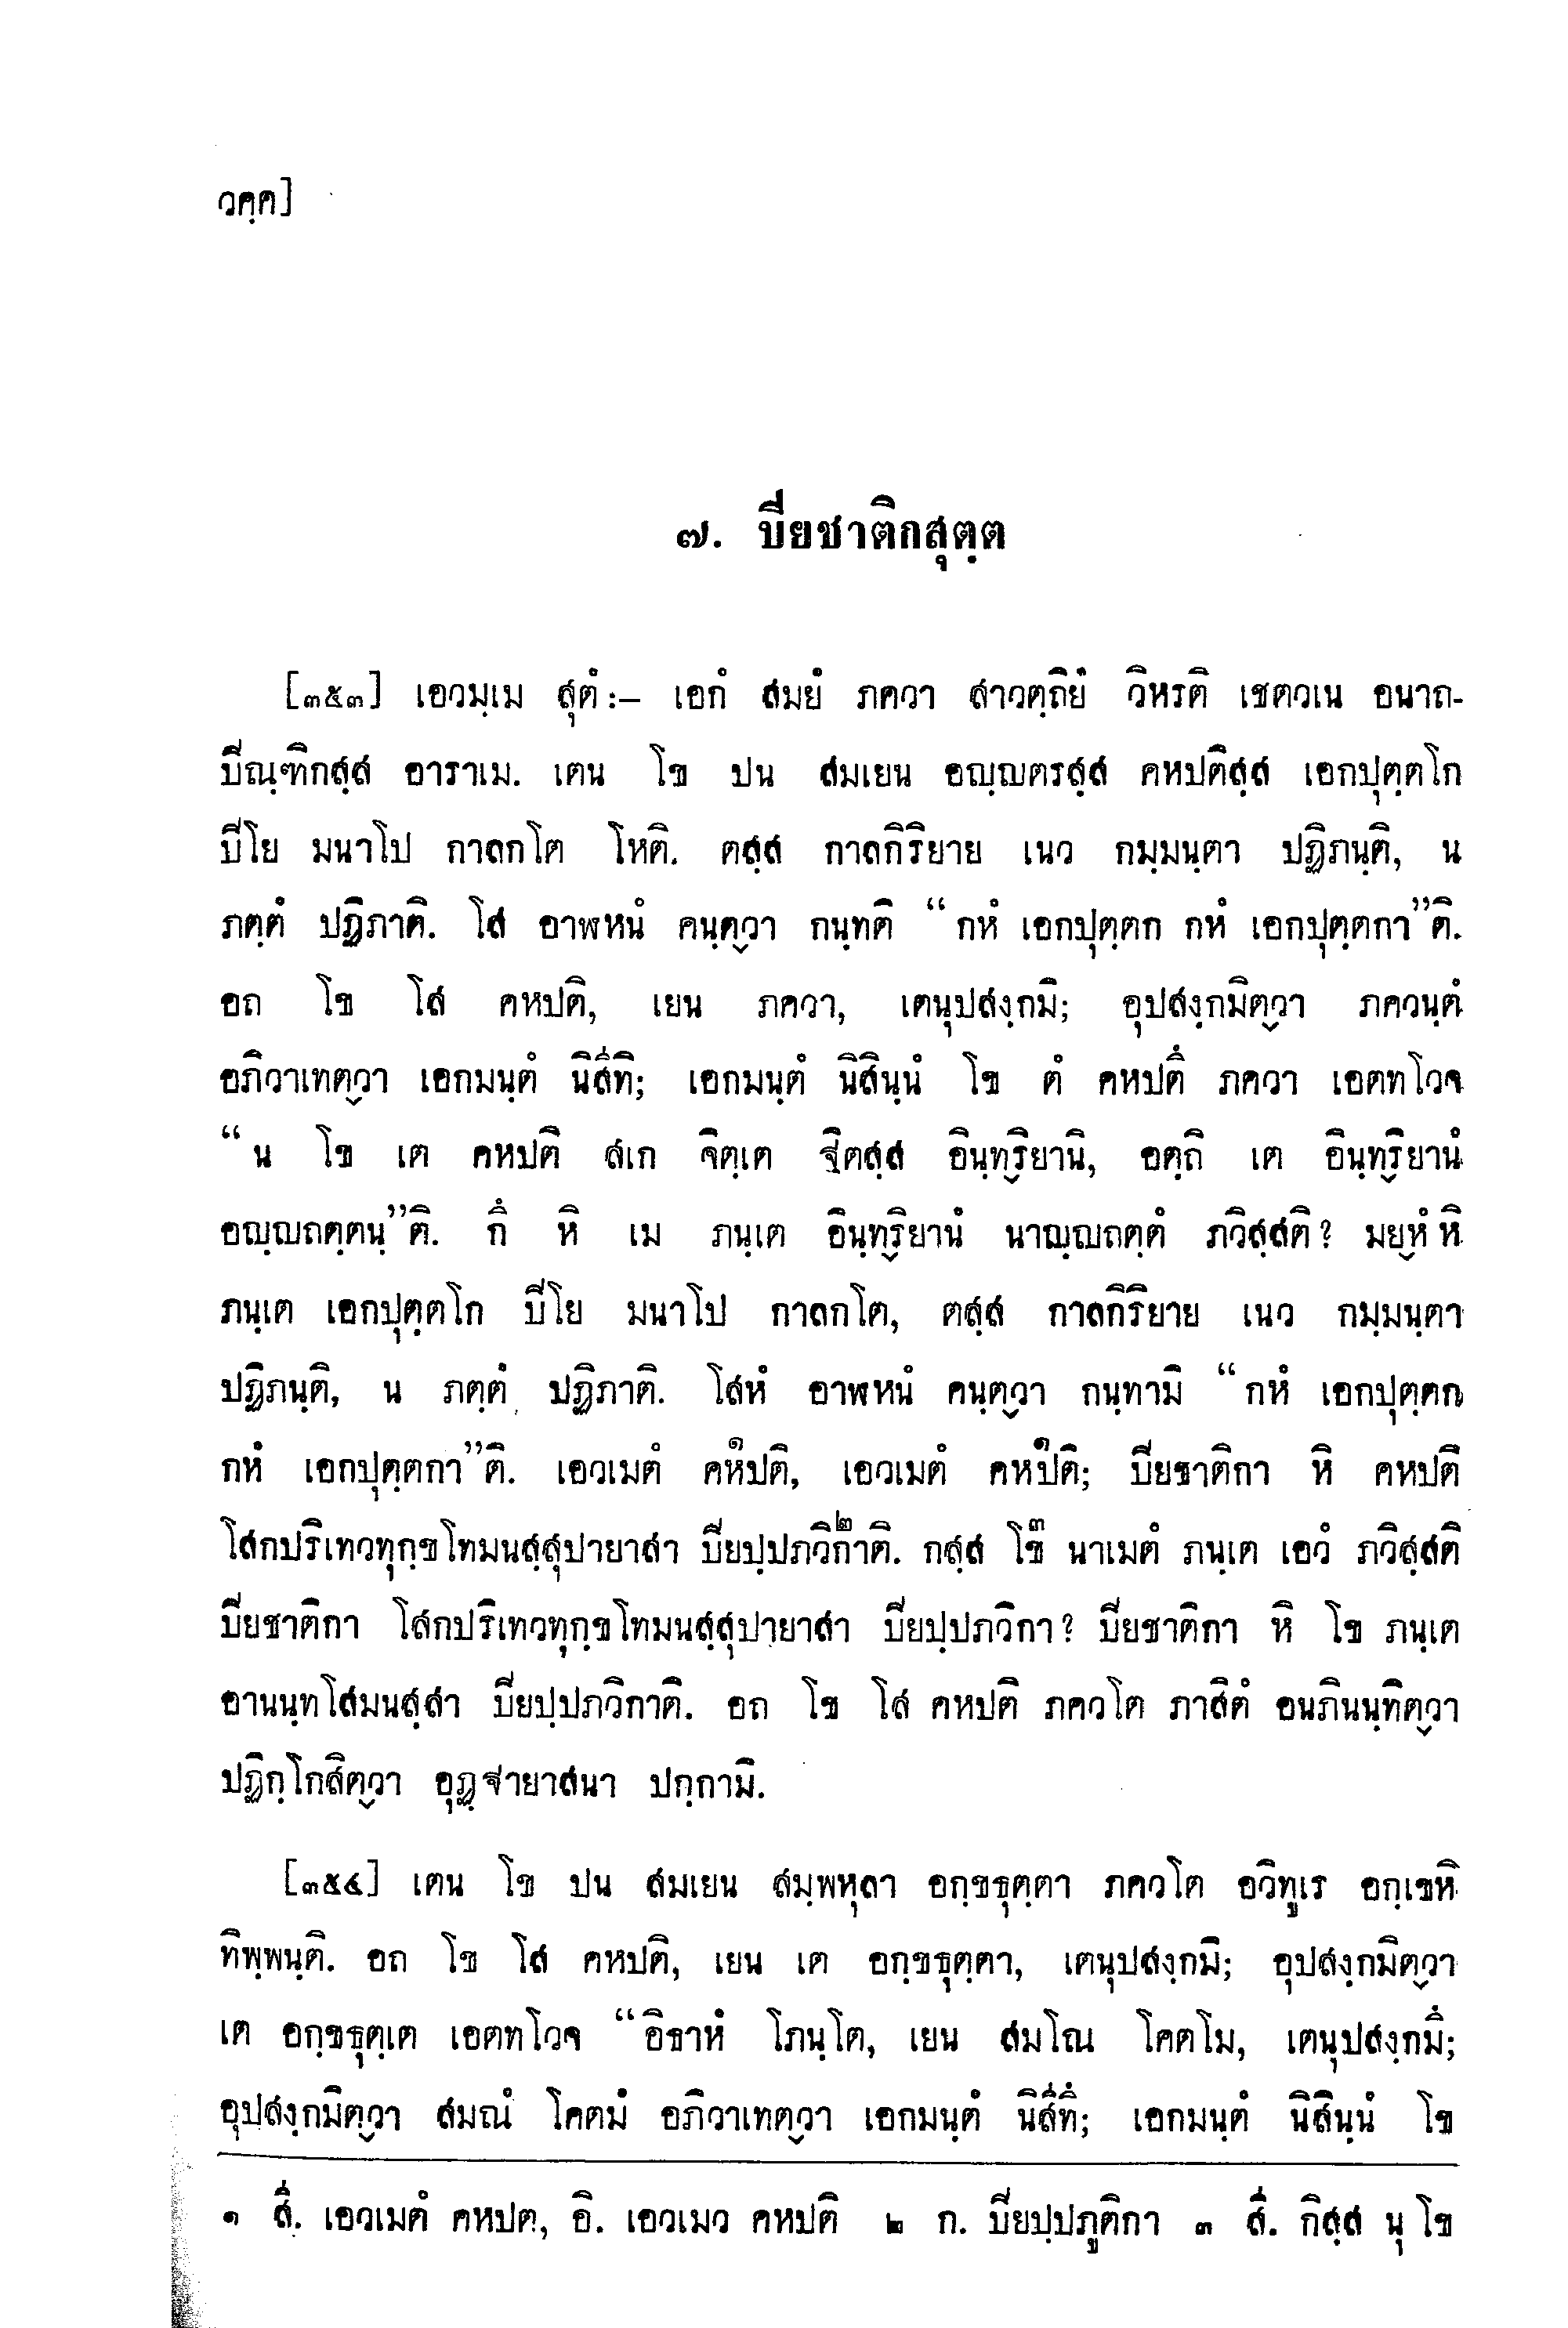 วคฺค]
๗. ปิยชาติกสุตฺต
[๓๕๓] เอวมฺเม สุตํ:– เอกํ สมยํ ภควา สาวตฺถิยํ วิหรติ เชตวเน อนาถ-
ปิณฺฑิกสฺส อาราเม. เตน โข ปน สมเยน อญฺญตรสฺส คหปติสฺส เอกปุตฺตโก
ปิโย มนาโป กาลกโต โหติ. ตสฺส กาลกิริยาย เนว กมฺมนฺตา ปฏิภนฺติ, น
ภตฺตํ ปฏิภาติ. โส อาฬหนํ คนฺต๎วา กนฺทติ “กหํ เอกปุตฺตก กหํ เอกปุตฺตกา”ติ.
อถ โข โส คหปติ, เยน ภควา, เตนุปสงฺกมิ; อุปสงฺกมิต๎วา ภควนฺตํ
อภิวาเทต๎วา เอกมนฺตํ นิสีทิ; เอกมนฺตํ นิสินฺนํ โข ตํ คหปตึ ภควา เอตทโวจ
“น โข เต คหปติ สเก จิตฺเต ฐิตสฺส อินฺท๎ริยานิ, อตฺถิ เต อินฺท๎ริยานํ
อญฺญถตฺตนฺ”ติ. กึ หิ เม ภนฺเต อินฺท๎ริยานํ นาญฺญถตฺตํ ภวิสฺสติ? มย๎หํ หิ
ภนฺเต เอกปุตฺตโก ปิโย มนาโป กาลกโต, ตสฺส กาลกิริยาย เนว กมฺมนฺตา
ปฏิภนฺติ, น ภตฺตํ ปฏิภาติ. โสหํ อาฬหนํ คนฺต๎วา กนฺทามิ “กหํ เอกปุตฺตก
กหํ เอกปุตฺตกา”ติ. เอวเมตํ คห๑ปติ, เอวเมตํ คห๑ปติ; ปิยชาติกา หิ คหปติ
โสกปริเทวทุกฺขโทมนสฺสุปายาสา ปิยปฺปภวิ๒กาติ. กสฺส โข๓ นาเมตํ ภนฺเต เอวํ ภวิสฺสติ
ปิยชาติกา โสกปริเทวทุกฺขโทมนสฺสุปายาสา ปิยปฺปภวิกา? ปิยชาติกา หิ โข ภนฺเต
อานนฺทโสมนสฺสา ปิยปฺปภวิกาติ. อถ โข โส คหปติ ภควโต ภาสิตํ อนภินนฺทิต๎วา
ปฏิกฺโกสิต๎วา อุฏฺฐายาสนา ปกฺกามิ.
[๓๕๔] เตน โข ปน สมเยน สมฺพหุลา อกฺขธุตฺตา ภควโต อวิทูเร อกฺเขหิ
ทิพฺพนฺติ. อถ โข โส คหปติ, เยน เต อกฺขธุตฺตา, เตนุปสงฺกมิ; อุปสงฺกมิต๎วา
เต อกฺขธุตฺเต เอตทโวจ “อิธาหํ โภนฺโต, เยน สมโณ โคตโม, เตนุปสงฺกมึ;
อุปสงฺกมิต๎วา สมณํ โคตมํ อภิวาเทต๎วา เอกมนฺตํ นิสีทึ; เอกมนฺตํ นิสินฺนํ โข
๑ สี. เอวเมตํ คหปต, อิ. เอวเมว คหปติ ๒ ก. ปิยปฺปภูติกา ๓ สี. กิสฺส นุ โข